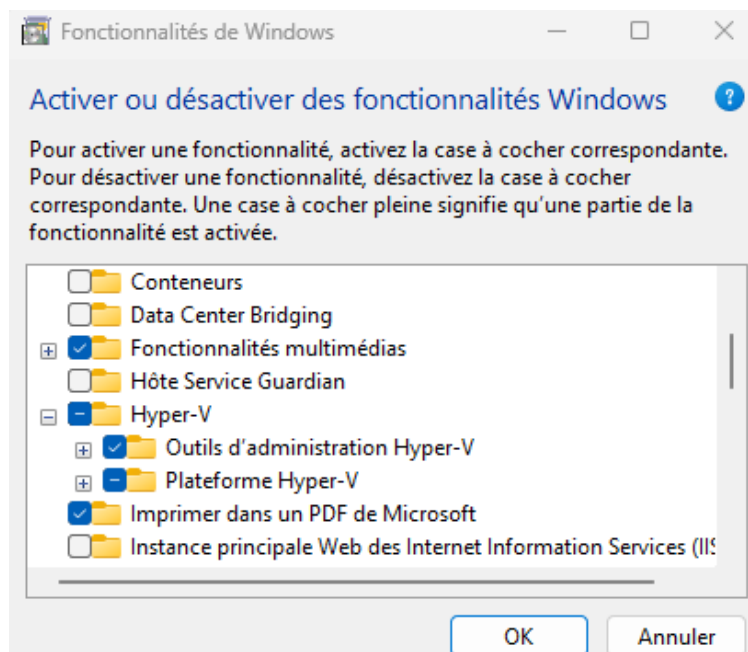 Fonctionnalités de Windows
Activer ou désactiver des fonctionnalités Windows
?
Pour activer une fonctionnalité, activez la case à cocher correspondante.
Pour désactiver une fonctionnalité, désactivez la case à cocher
correspondante. Une case à cocher pleine signifie qu'une partie de la
fonctionnalité est activée.
Conteneurs
Data Center Bridging
Fonctionnalités multimédias
Hôte Service Guardian
Hyper-V
Outils d'administration Hyper-V
Plateforme Hyper-V
Imprimer dans un PDF de Microsoft
Instance principale Web des Internet Information Services (IIS
OK
Annuler